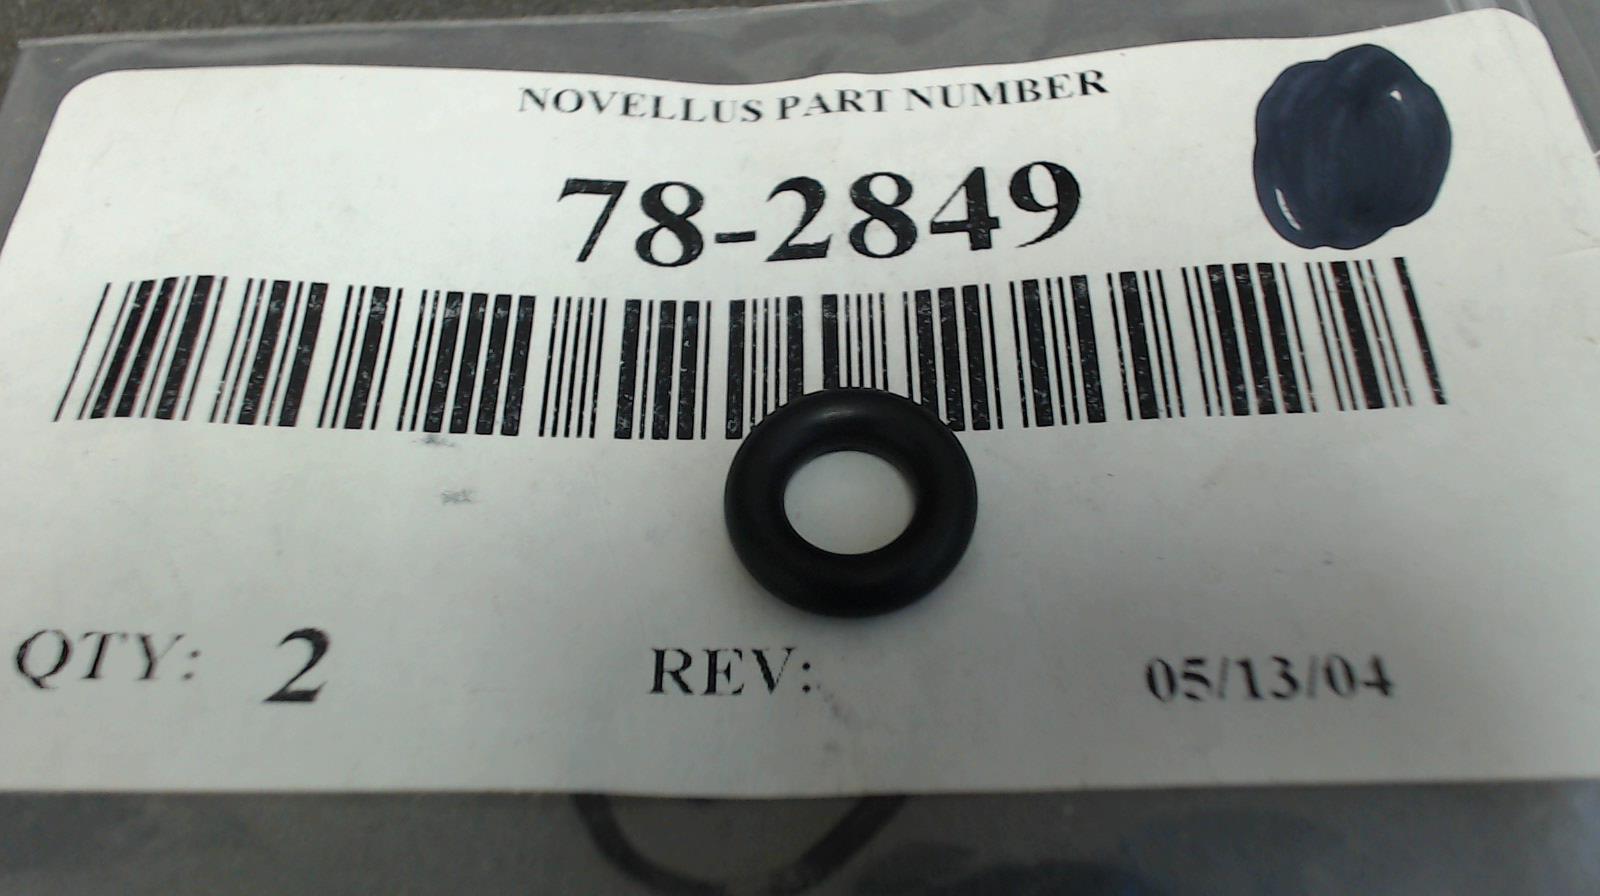 NOVELLUS PART NUMBER
78-2849
QTY: 2 REV: 05/13/04